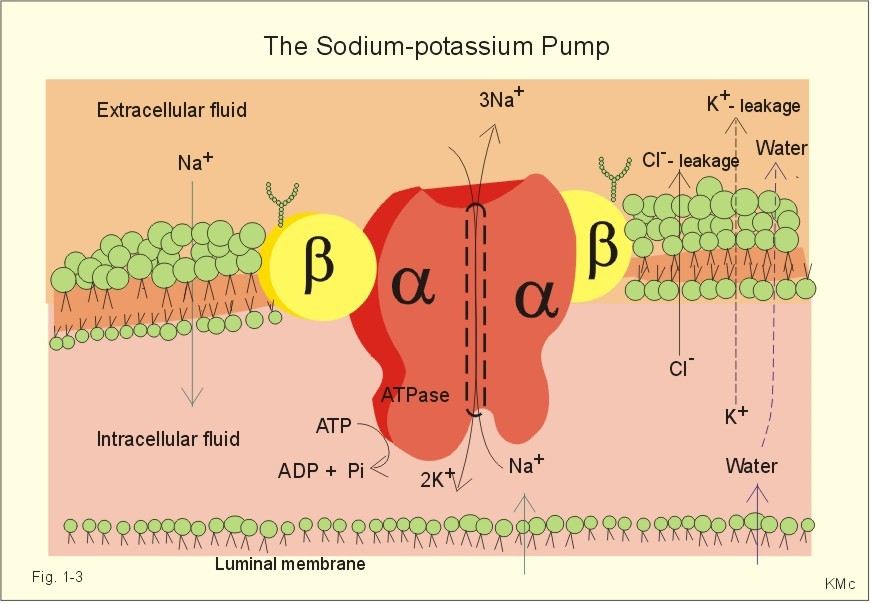 The Sodium-potassium Pump
3Na+
K+- leakage
Extracellular fluid
Water
Na+
Cl-- leakage
β
β
α
α
Cl-
ATPase
K+
ATP
Intracellular fluid
ADP + Pi
2K+
Na+
Water
Luminal membrane
Fig. 1-3
KMc